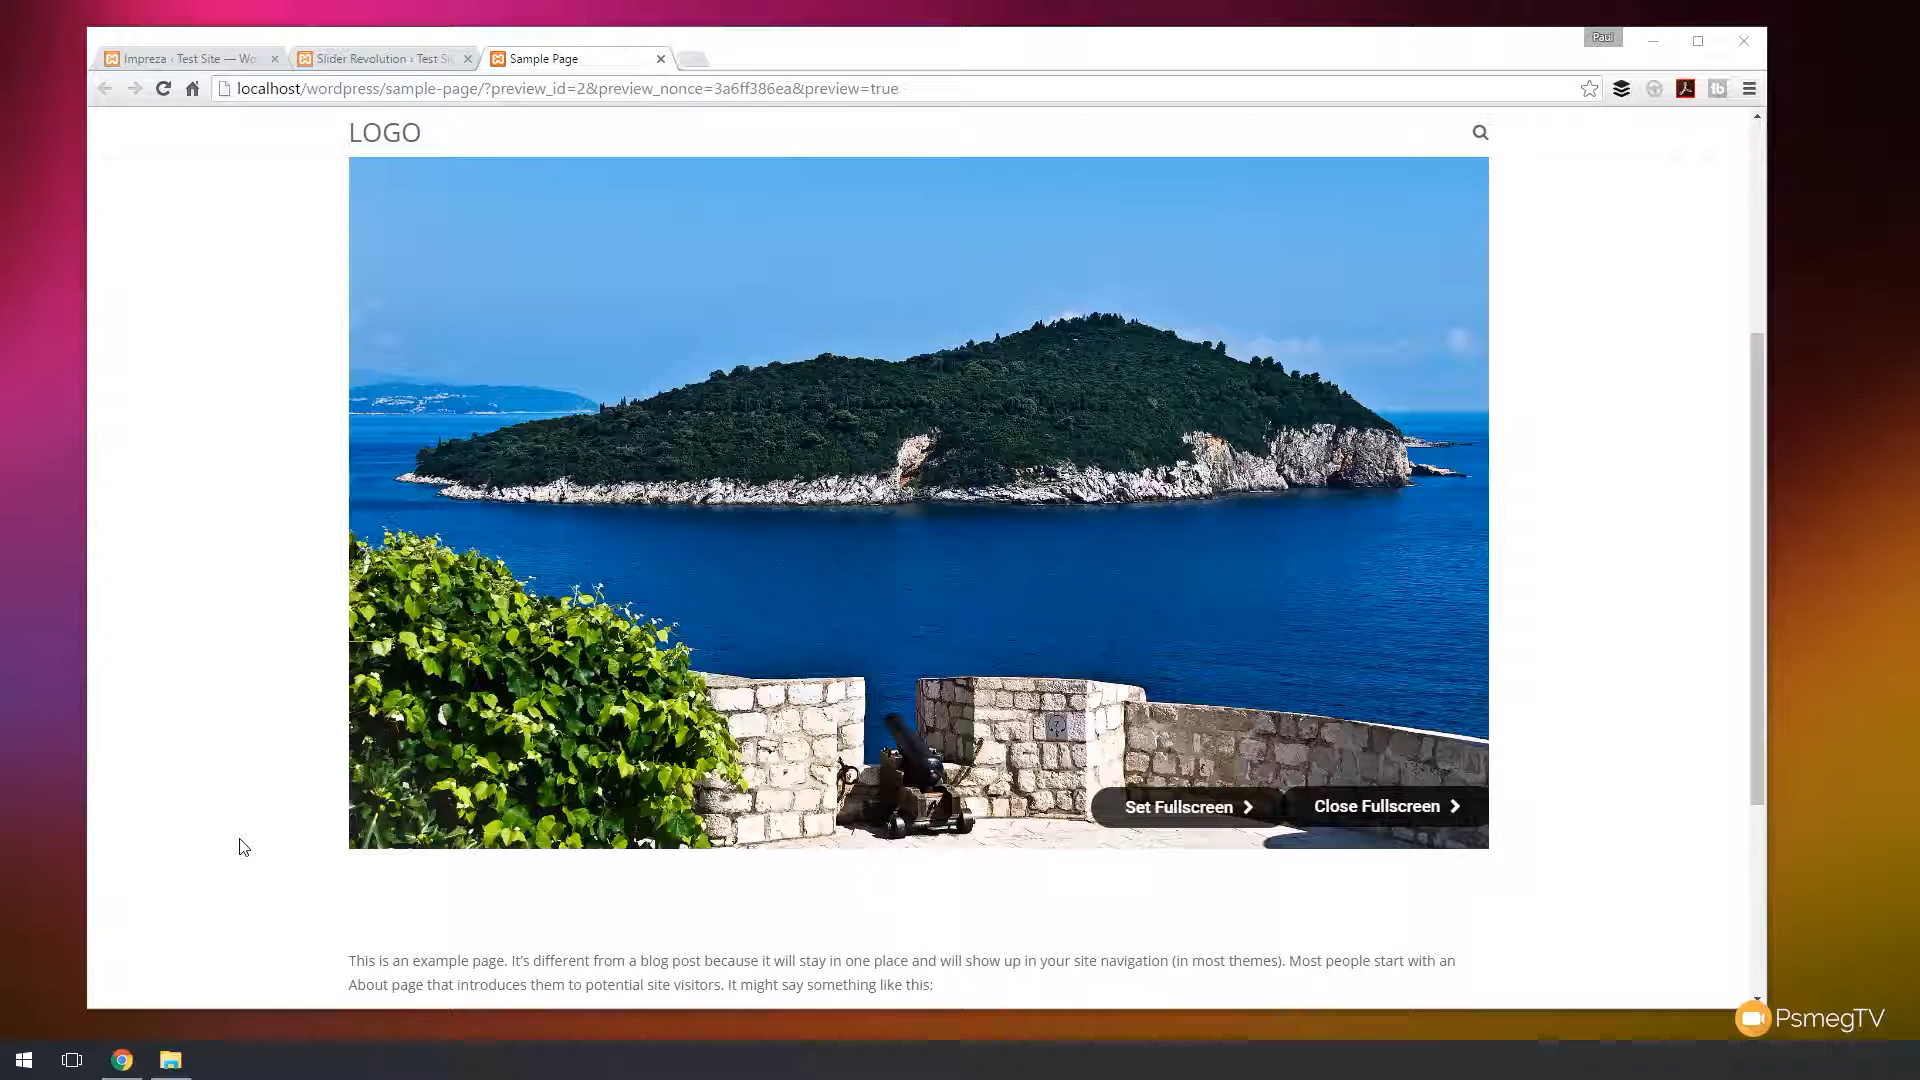 Paul
Impreza ‹ Test Site — Wo
Slider Revolution ‹ Test Si
Sample Page
localhost/wordpress/sample-page/?preview_id=2&preview_nonce=3a6ff386ea&preview=true
LOGO
Set Fullscreen
Close Fullscreen
This is an example page. It's different from a blog post because it will stay in one place and will show up in your site navigation (in most themes). Most people start with an
About page that introduces them to potential site visitors. It might say something like this:
PsmegTV